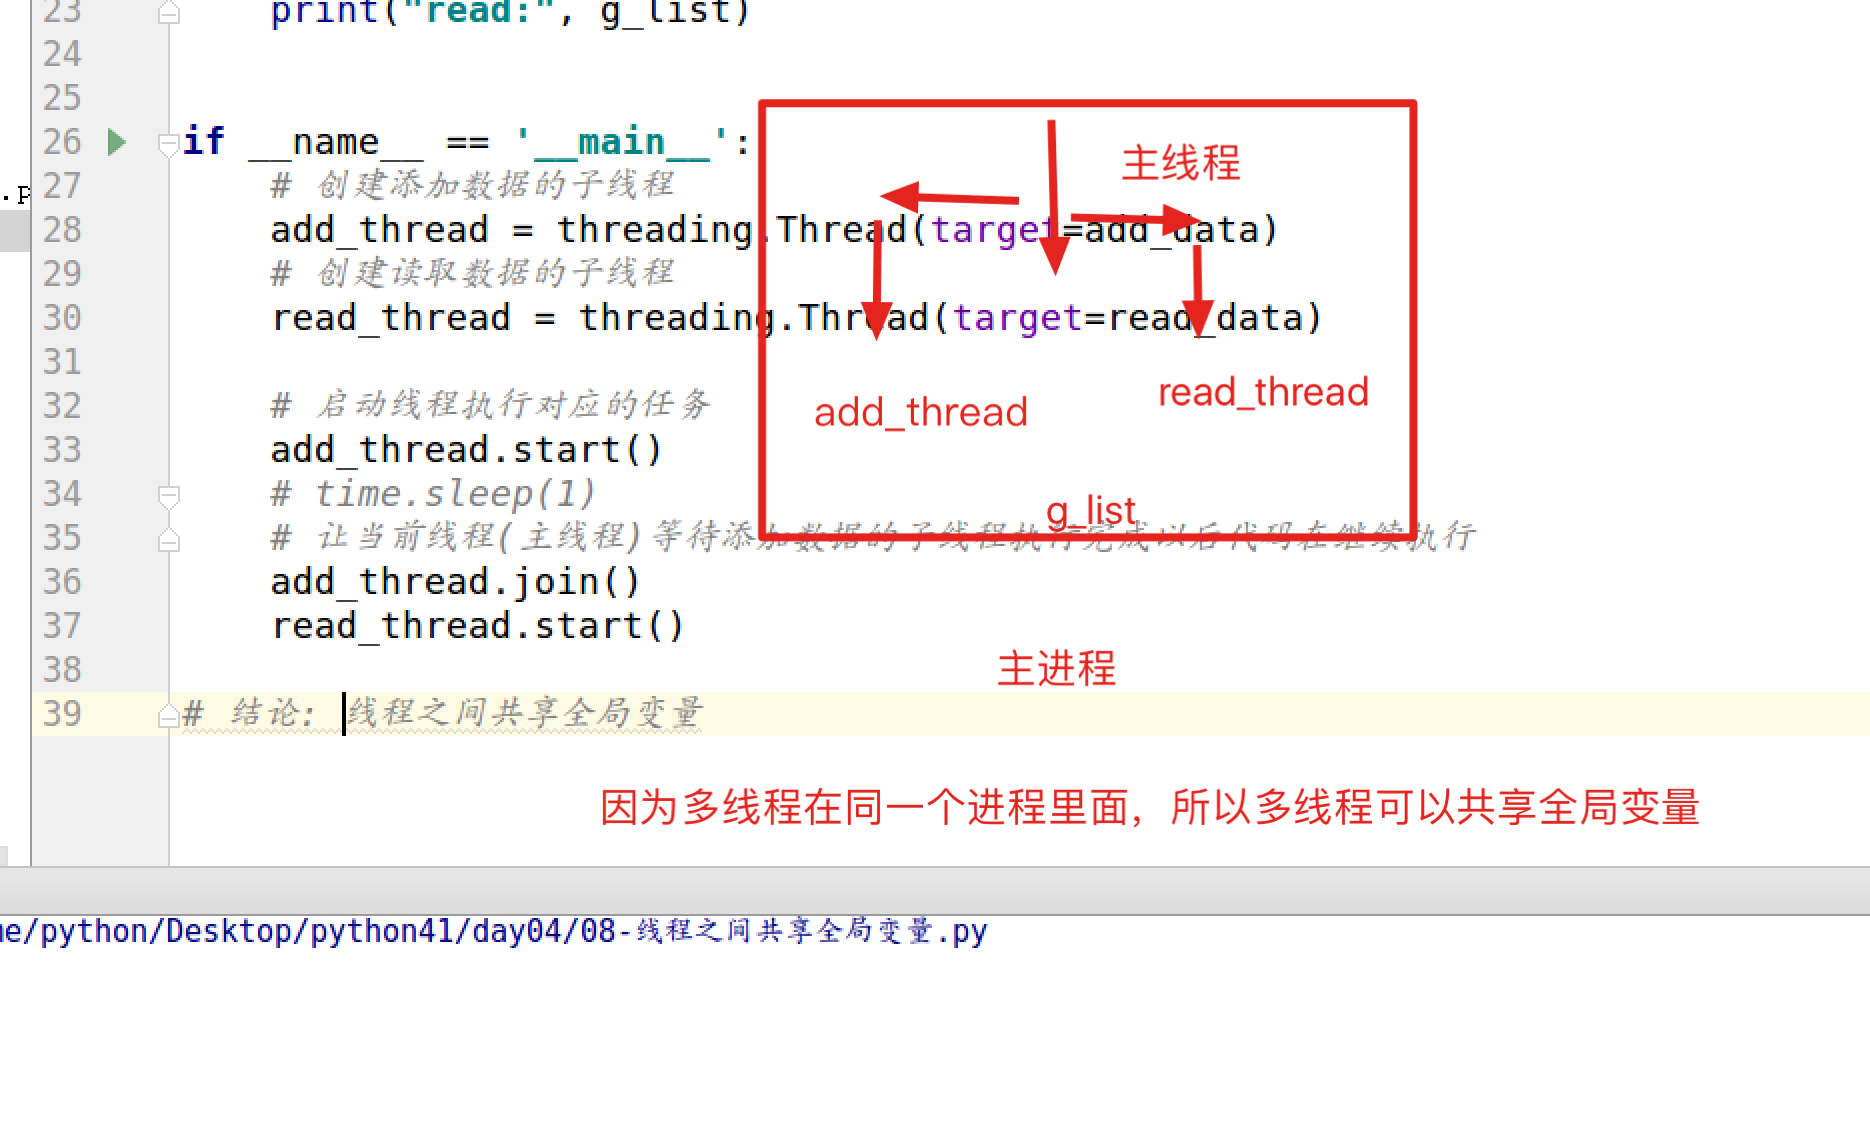 23 print("read:", g_list)
24
25
26 if __name__ == '__main__':
主线程
.p
27 # 创建添加数据的子线程
28 add_thread = threading.Thread(target=add_data)
29 # 创建读取数据的子线程
30 read_thread = threading.Thread(target=read_data)
31
32 # 启动线程执行对应的任务
add_thread
read_thread
33 add_thread.start()
34 # time.sleep(1)
g_list
35 # 让当前线程(主线程)等待添加数据的子线程执行完成以后代码在继续执行
36 add_thread.join()
37 read_thread.start()
38
主进程
39 # 结论: 线程之间共享全局变量
因为多线程在同一个进程里面，所以多线程可以共享全局变量
me/python/Desktop/python41/day04/08-线程之间共享全局变量.py